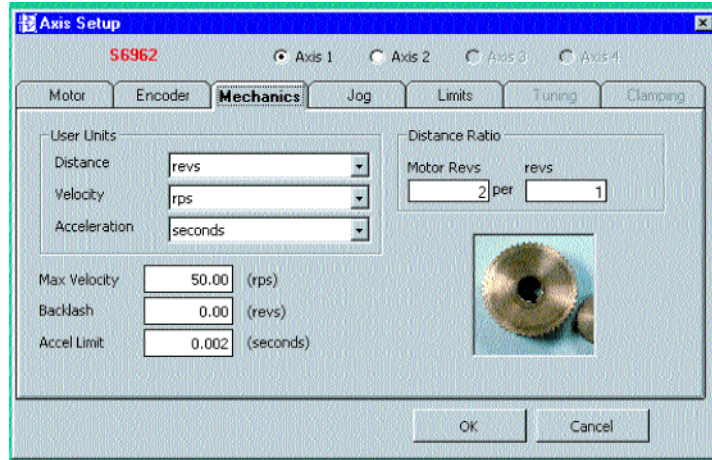 Axis Setup
S6962 Axis 1 Axis 2 Axis 3 Axis 4
Motor Encoder Mechanics Jog Limits Tuning Clamping
User Units
Distance revs
Velocity rps
Acceleration seconds
Distance Ratio
Motor Revs revs
2 per 1
Max Velocity 50.00 (rps)
Backlash 0.00 (revs)
Accel Limit 0.002 (seconds)
OK Cancel